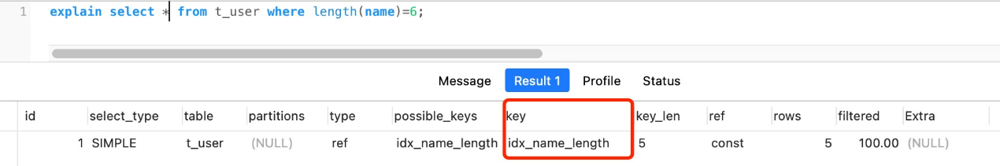 1 explain select * from t_user where length(name)=6;
Message Result 1 Profile Status
id select_type table partitions type possible_keys key key_len ref rows filtered Extra
1 SIMPLE t_user (NULL) ref idx_name_length idx_name_length 5 const 5 100.00 (NULL)